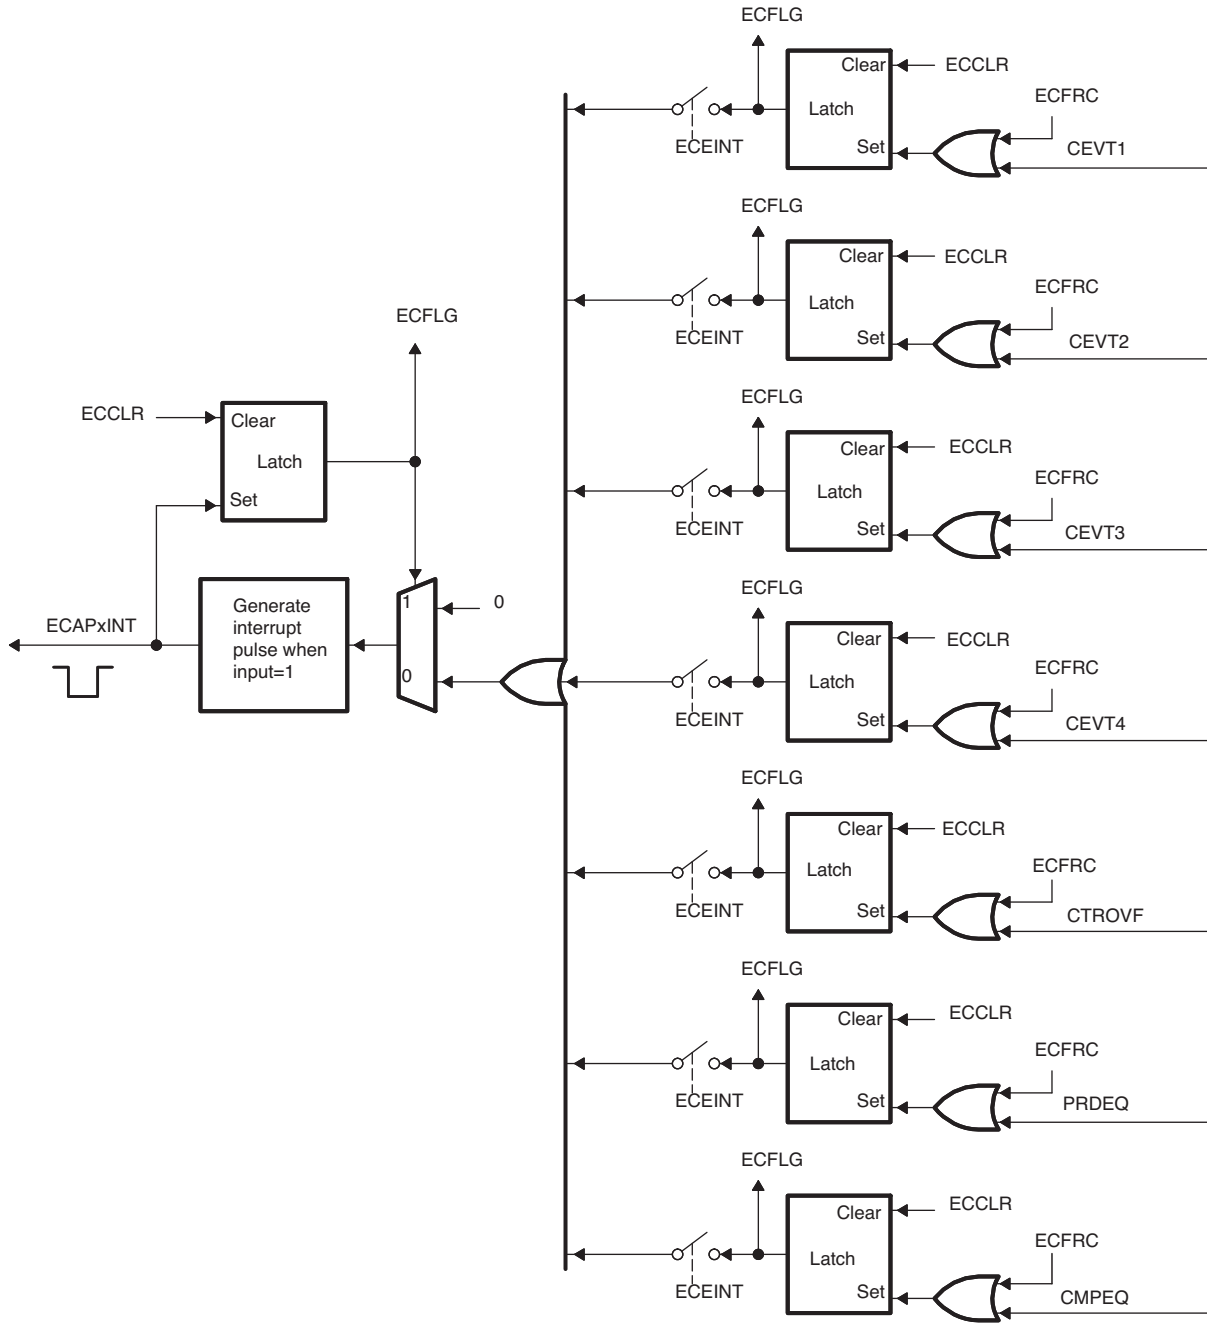 ECFLG
Clear
ECCLR
Latch
ECFRC
ECEINT
Set
CEVT1
ECFLG
Clear
ECCLR
Latch
ECFRC
ECEINT
Set
CEVT2
ECFLG
Clear
ECCLR
Latch
ECFRC
ECEINT
Set
CEVT3
ECFLG
ECCLR
Clear
Latch
Set
ECAPxINT
Generate
interrupt
pulse when
input=1
1
0
0
ECFLG
Clear
ECCLR
Latch
ECFRC
ECEINT
Set
CEVT4
ECFLG
Clear
ECCLR
Latch
ECFRC
ECEINT
Set
CTROVF
ECFLG
Clear
ECCLR
Latch
ECFRC
ECEINT
Set
PRDEQ
ECFLG
Clear
ECCLR
Latch
ECFRC
ECEINT
Set
CMPEQ